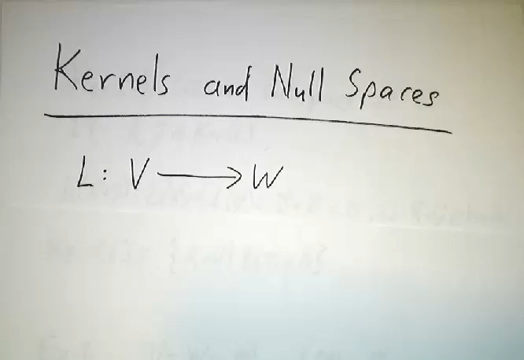 Kernels and Null Spaces
L: V → W